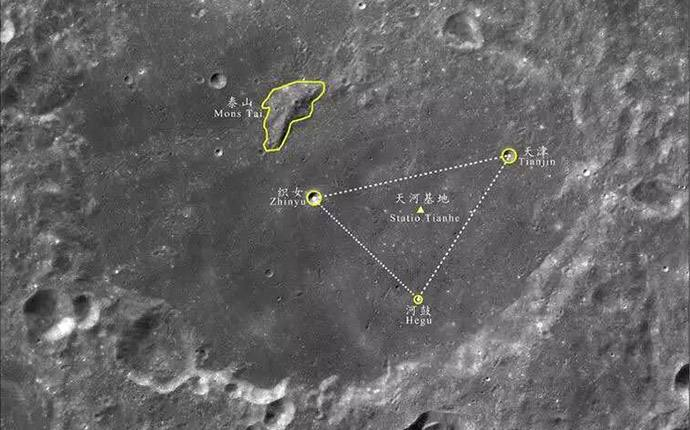 泰山
Mons Tai
天津
Tianjin
织女
Zhinyu
天河基地
Statio Tianhe
河鼓
Hegu